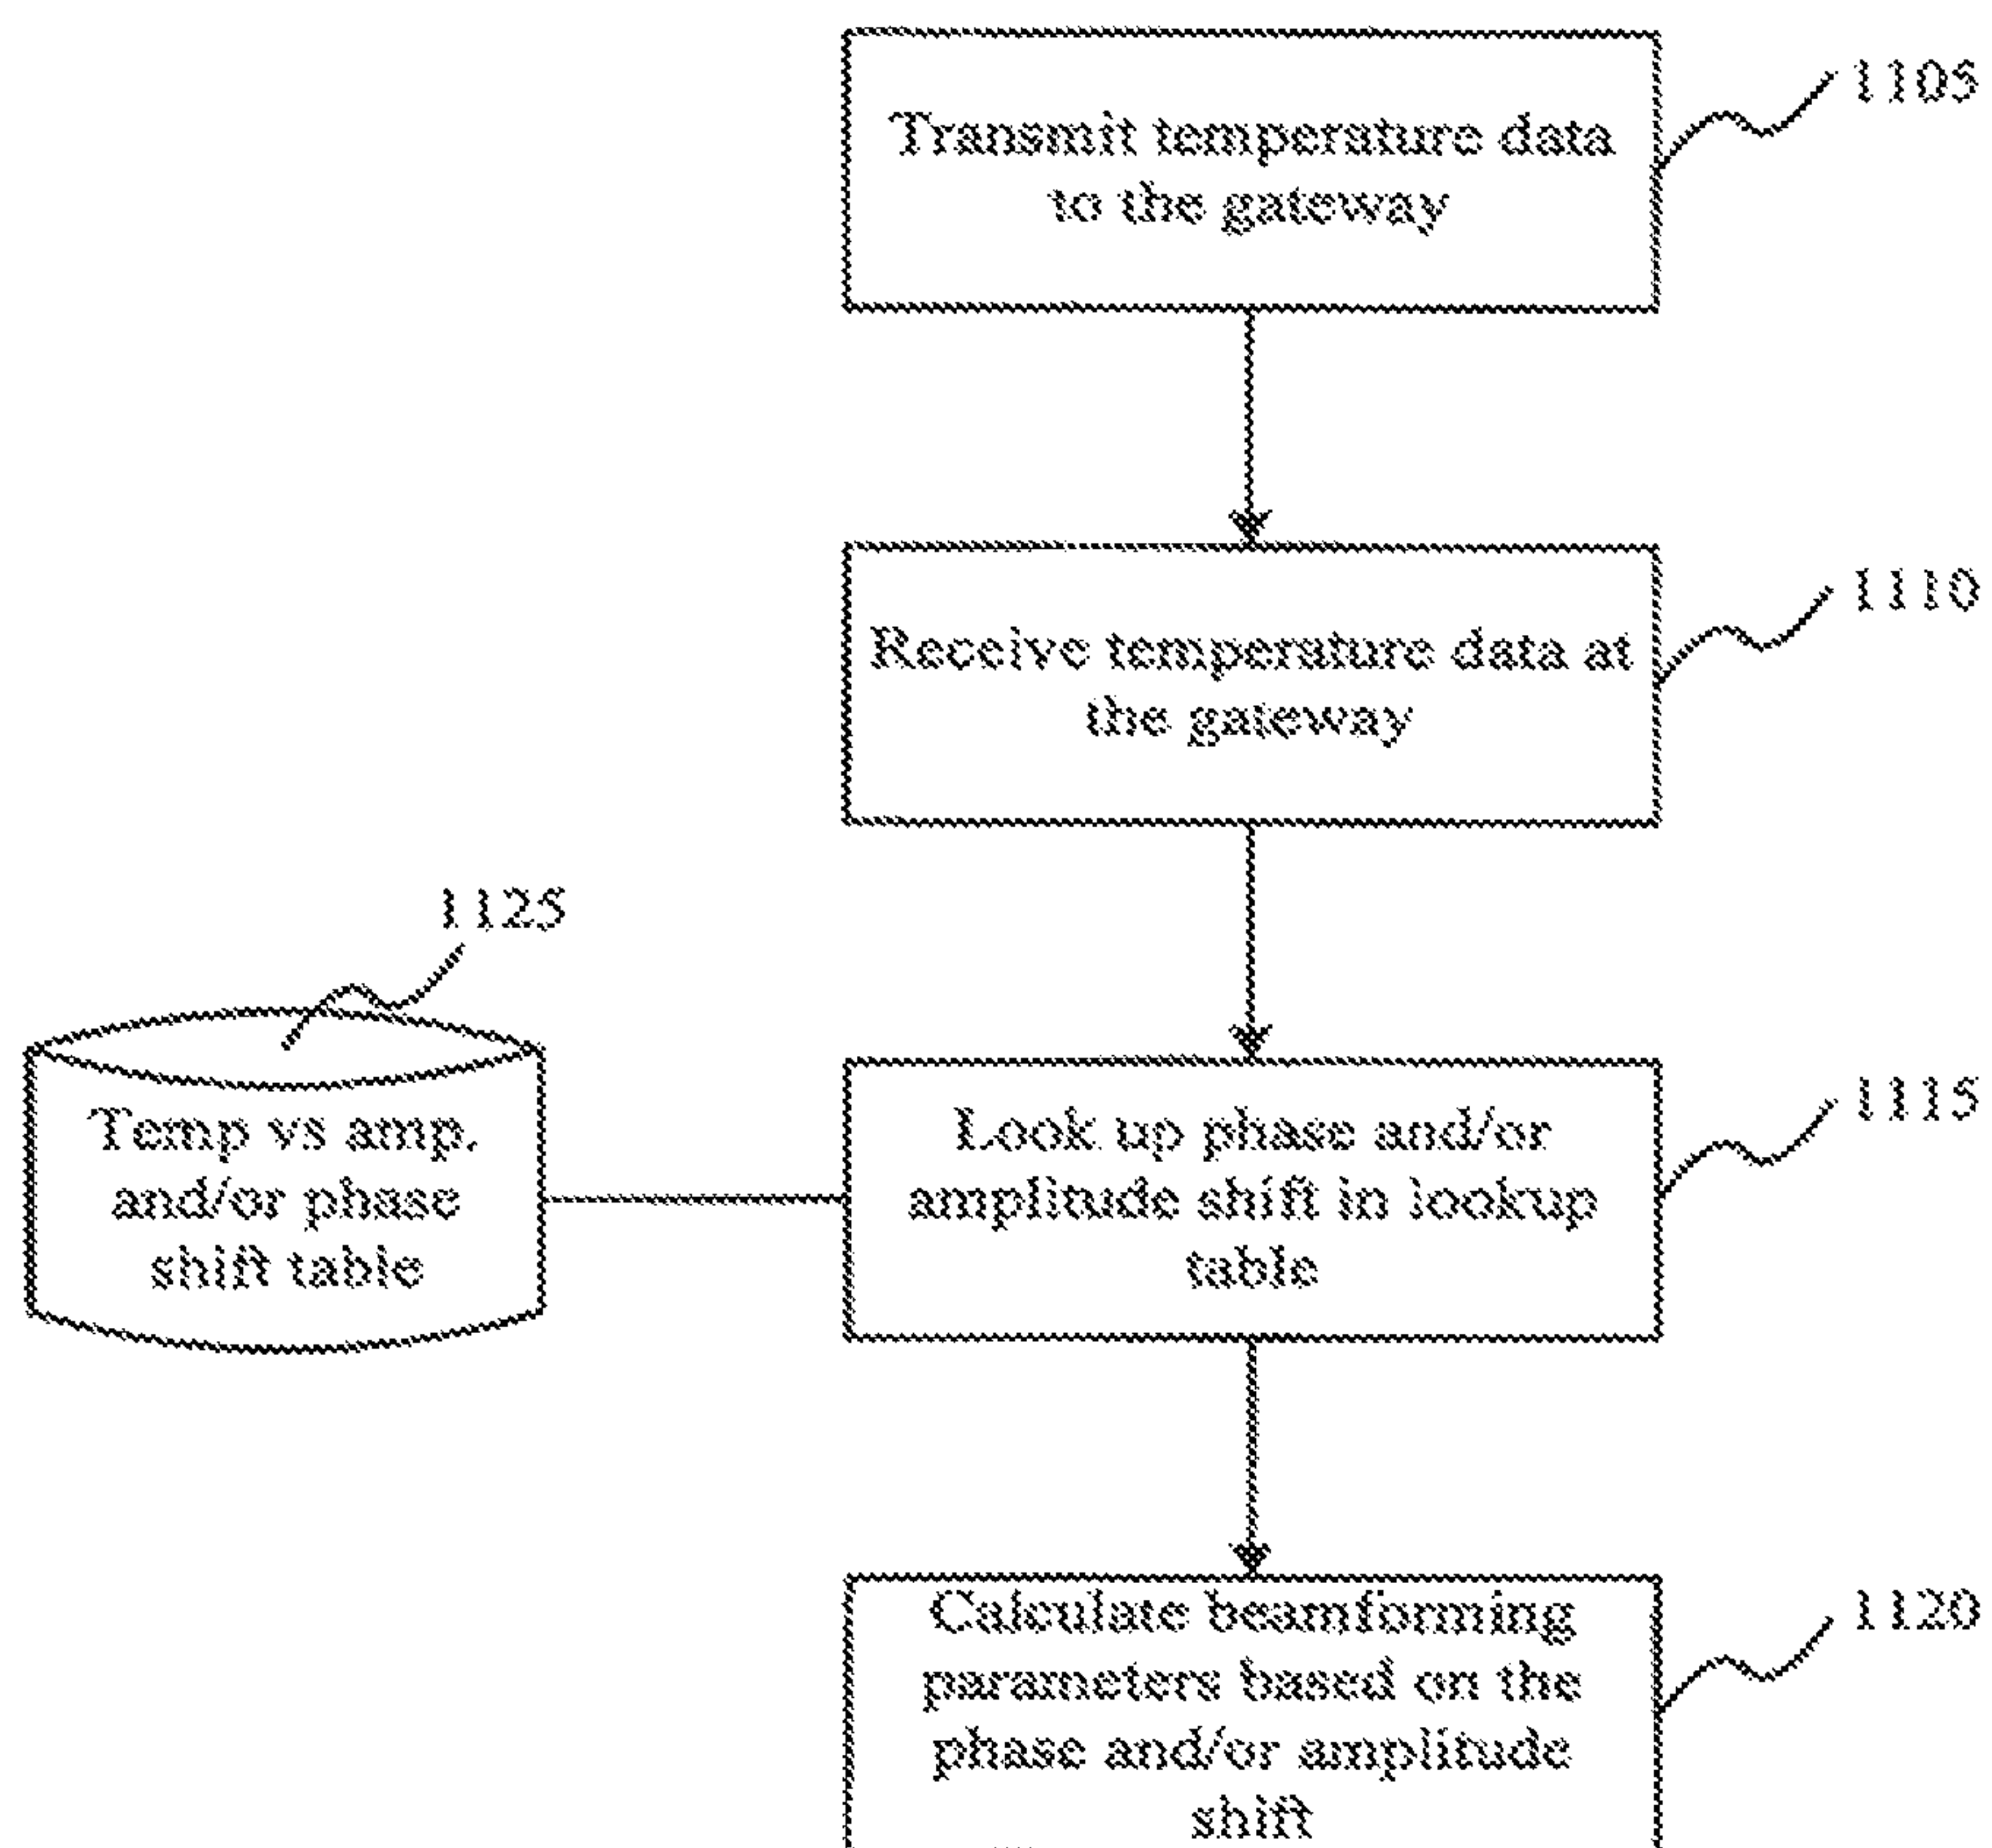 1105
Transmit temperature data
to the gateway
1110
Receive temperature data at
the gateway
1125
Temp vs amp.
and/or phase
shift table
1115
Look up phase and/or
amplitude shift in lookup
table
1120
Calculate beamforming
parameters based on the
phase and/or amplitude
shift